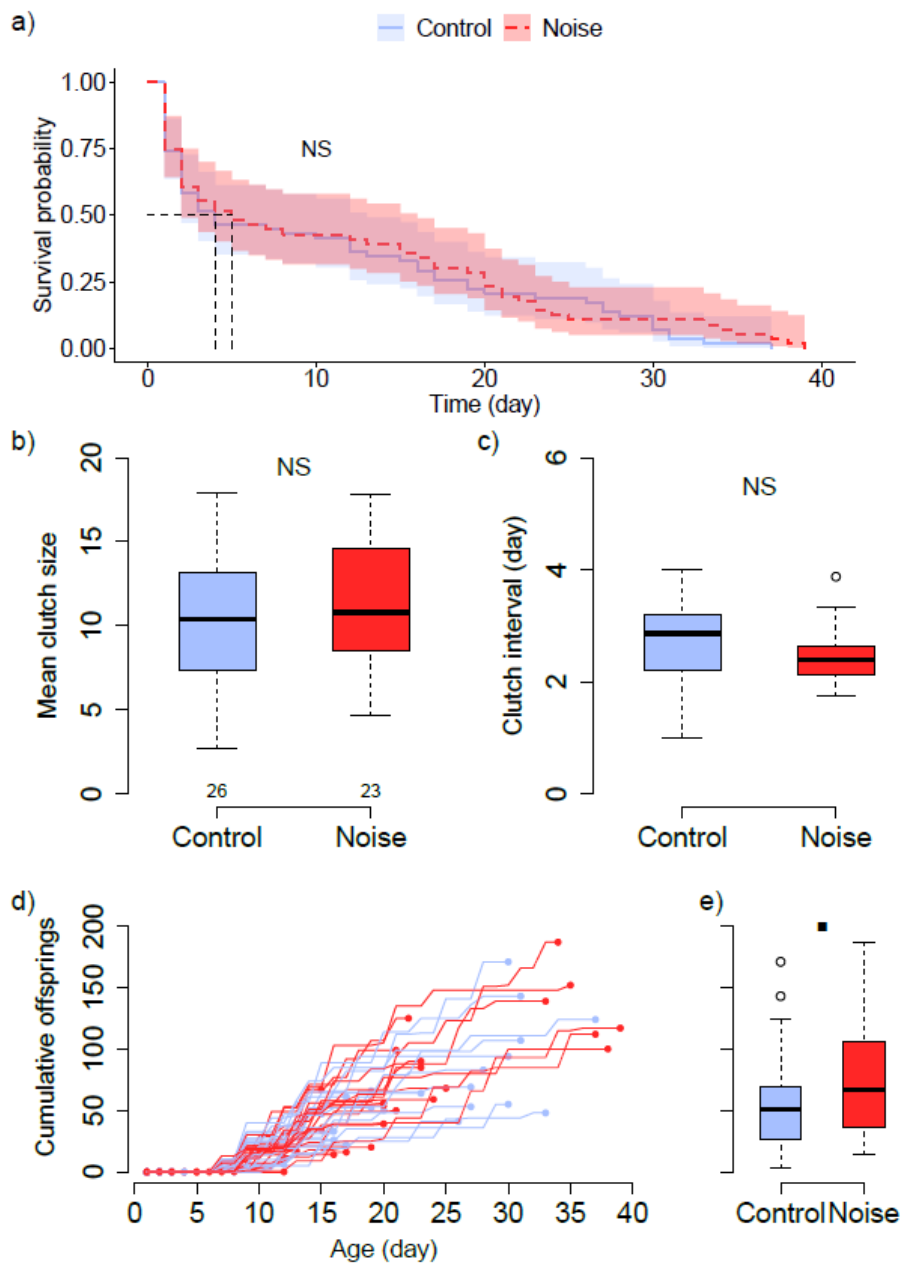 a)
Control Noise
Survival probability
1.00
0.75
0.50
0.25
0.00
NS
0 10 20 30 40
Time (day)
b)
Mean clutch size
20
15
10
5
0
NS
26 23
Control Noise
c)
Clutch interval (day)
6
4
2
0
NS
Control Noise
d)
Cumulative offsprings
200
150
100
50
0
0 5 10 15 20 25 30 35 40
Age (day)
e)
Control Noise